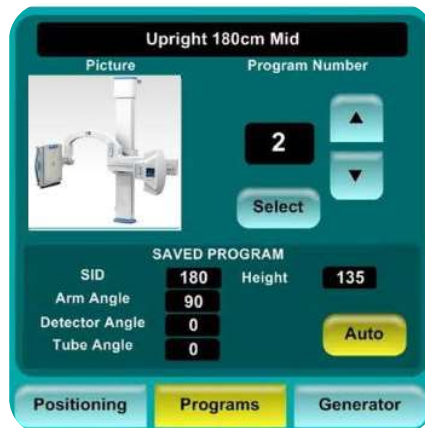 Upright 180cm Mid
Picture
Program Number
2
Select
SAVED PROGRAM
SID 180 Height 135
Arm Angle 90
Detector Angle 0
Tube Angle 0
Auto
Positioning Programs Generator